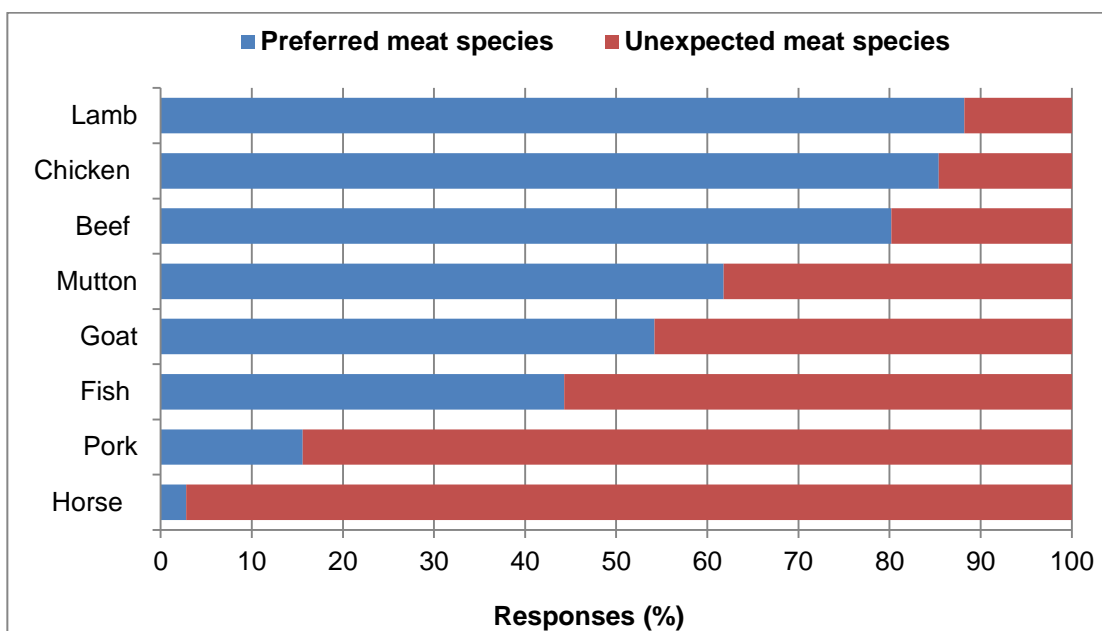 Preferred meat species Unexpected meat species
Lamb
Chicken
Beef
Mutton
Goat
Fish
Pork
Horse
0 10 20 30 40 50 60 70 80 90 100
Responses (%)